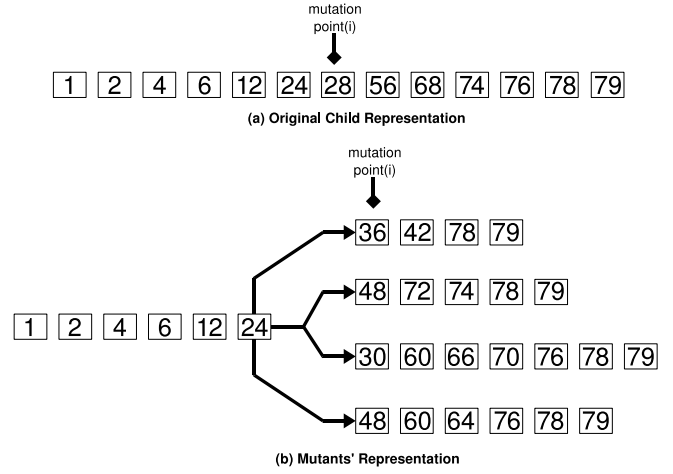 mutation
point(i)
1 2 4 6 12 24 28 56 68 74 76 78 79
(a) Original Child Representation
mutation
point(i)
36 42 78 79
48 72 74 78 79
1 2 4 6 12 24
30 60 66 70 76 78 79
48 60 64 76 78 79
(b) Mutants' Representation